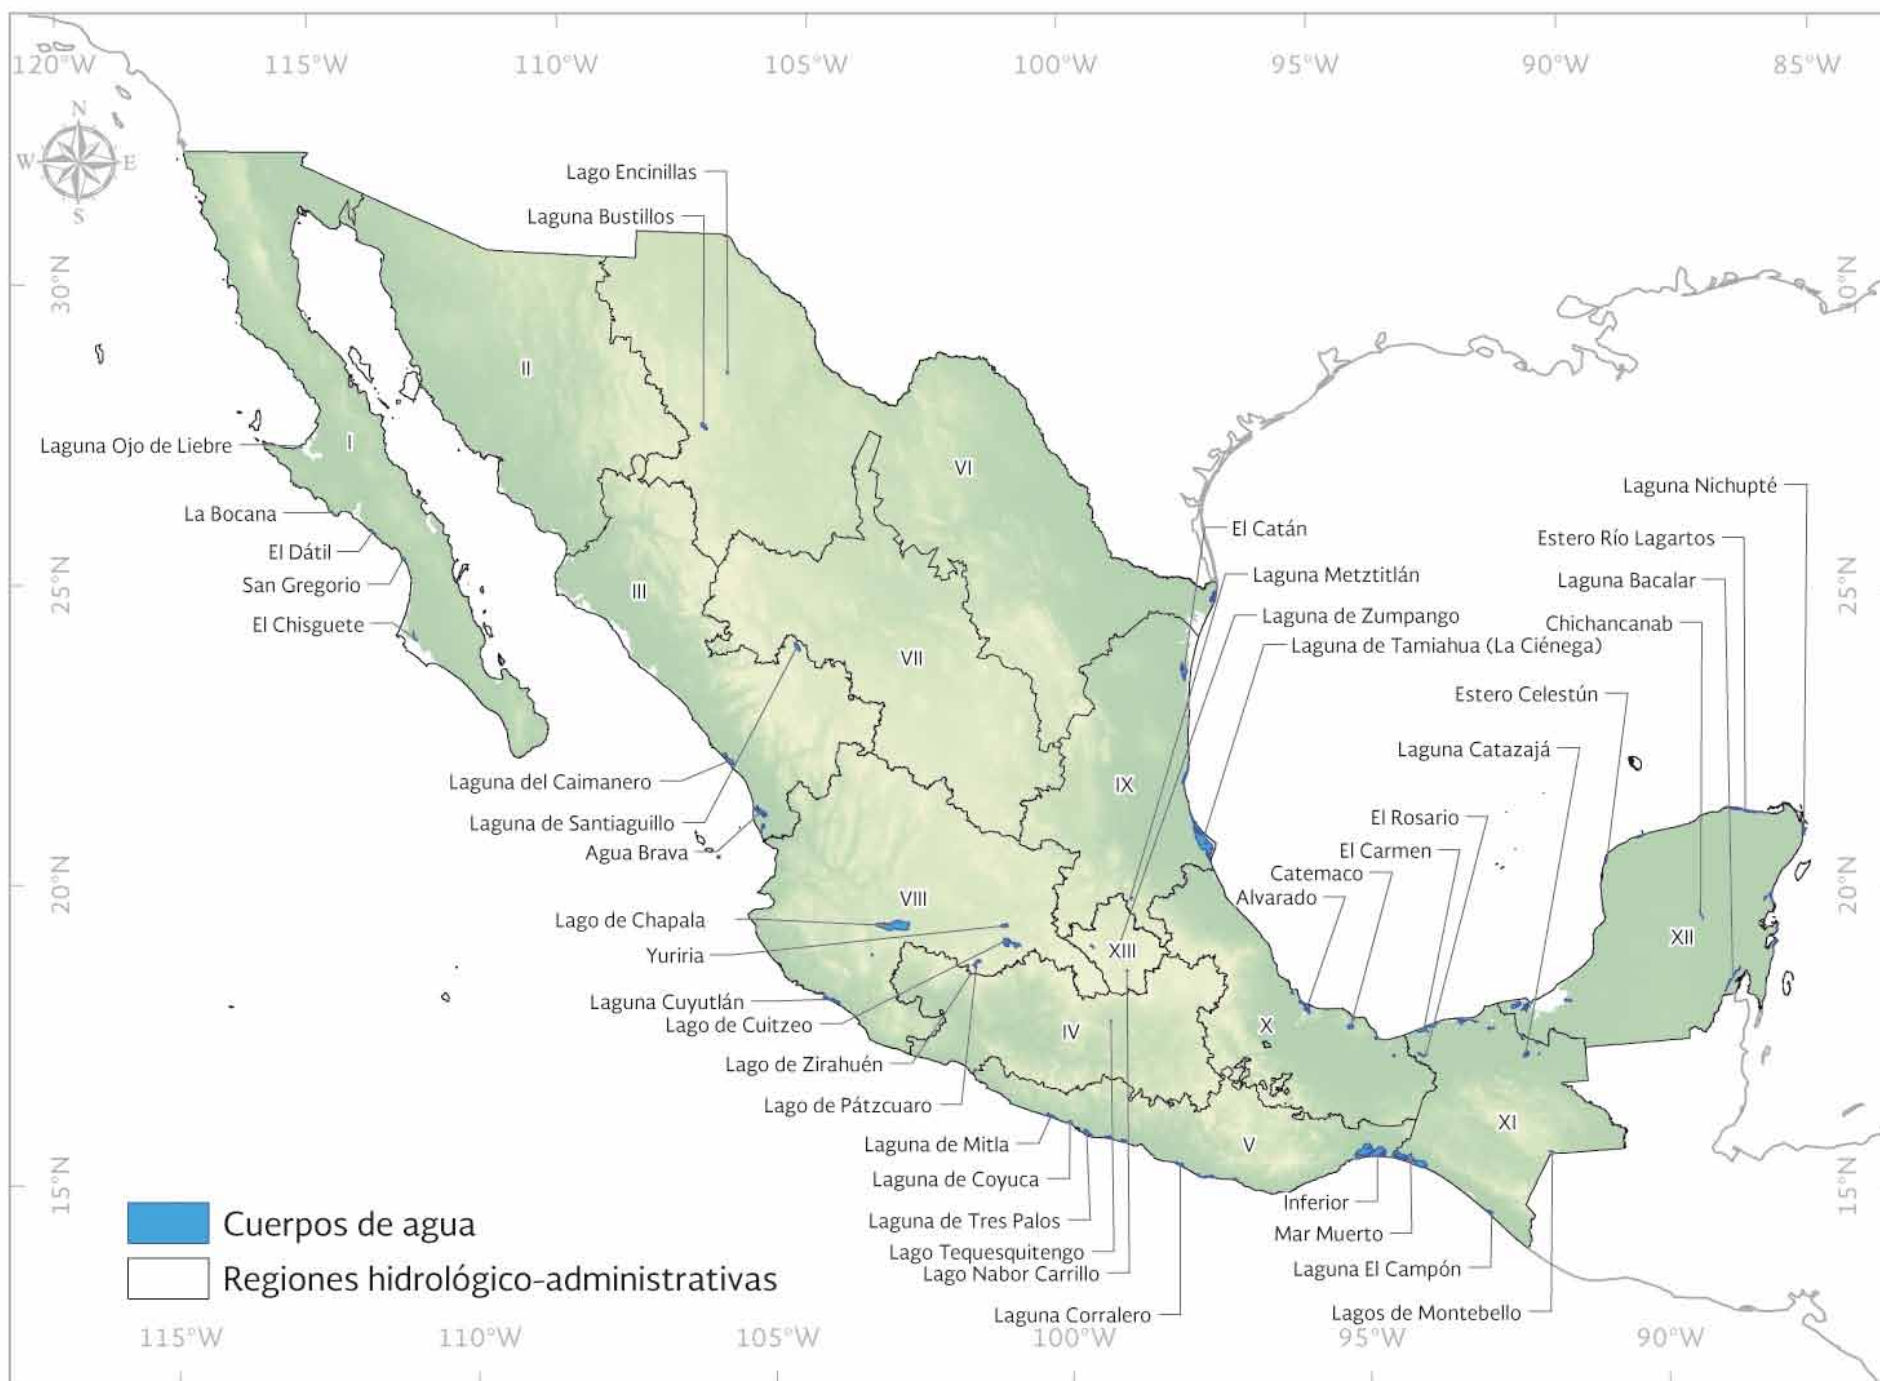 120°W
115°W
110°W
105°W
100°W
95°W
90°W
85°W
N
W
E
S
30°N
25°N
20°N
15°N
30°N
25°N
20°N
15°N
Lago Encinillas
Laguna Bustillos
II
Laguna Ojo de Liebre
I
VI
Laguna Nichupté
La Bocana
El Catán
Estero Río Lagartos
El Dátil
Laguna Metztitlán
Laguna Bacalar
San Gregorio
III
Laguna de Zumpango
Chichancanab
El Chisguete
Laguna de Tamiahua (La Ciénega)
VII
Estero Celestún
Laguna Catazajá
Laguna del Caimanero
IX
Laguna de Santiaguillo
El Rosario
Agua Brava
El Carmen
Catemaco
Alvarado
VIII
Lago de Chapala
XII
Yuriria
XIII
Laguna Cuyutlán
Lago de Cuitzeo
IV
X
Lago de Zirahuén
Lago de Pátzcuaro
XI
Laguna de Mitla
V
Laguna de Coyuca
Inferior
Laguna de Tres Palos
Mar Muerto
Lago Tequesquitengo
Lago Nabor Carrillo
Laguna El Campón
Laguna Corralero
Lagos de Montebello
Cuerpos de agua
Regiones hidrológico-administrativas
115°W
110°W
105°W
100°W
95°W
90°W